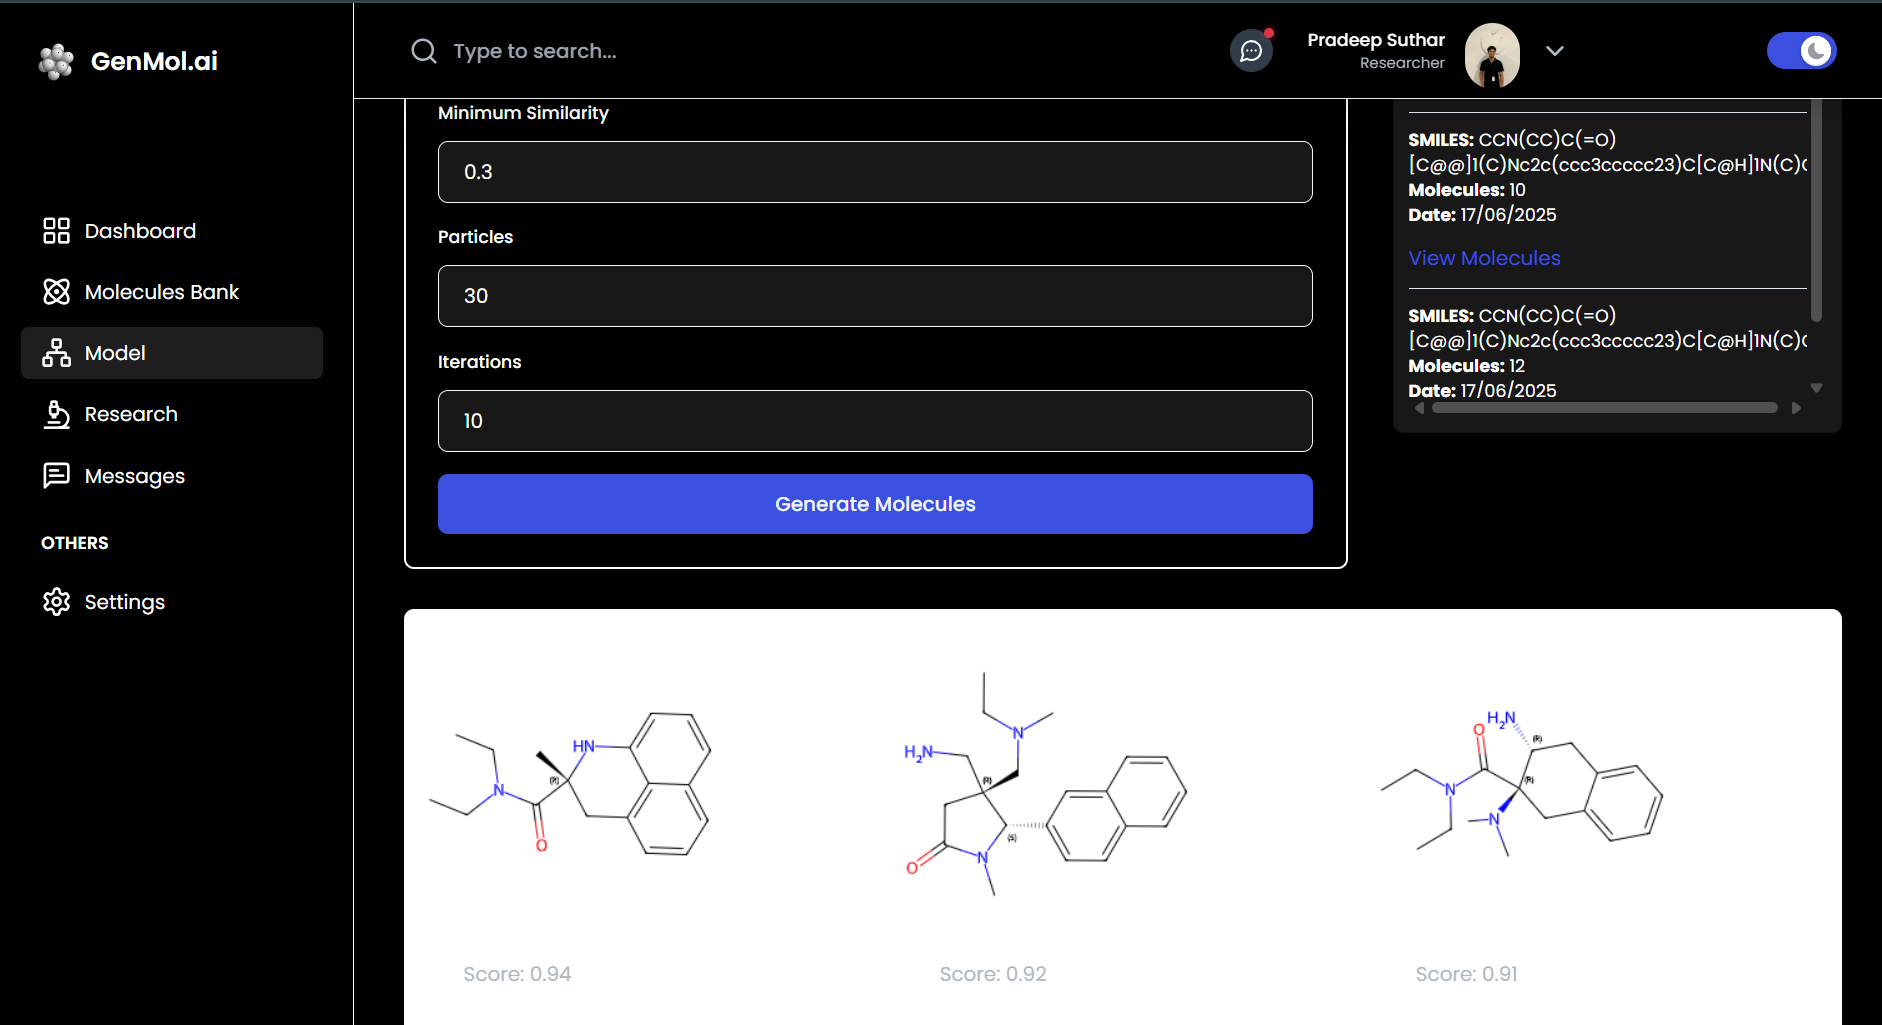 GenMol.ai
Type to search...
Pradeep Suthar
Researcher
Dashboard
Molecules Bank
Model
Research
Messages
OTHERS
Settings
Minimum Similarity
0.3
Particles
30
Iterations
10
Generate Molecules
SMILES: CCN(CC)C(=O)
[C@@]1(C)Nc2c(ccc3ccccc23)C[C@H]1N(C)
Molecules: 10
Date: 17/06/2025
View Molecules
SMILES: CCN(CC)C(=O)
[C@@]1(C)Nc2c(ccc3ccccc23)C[C@H]1N(C)
Molecules: 12
Date: 17/06/2025
HN
(R)
N
O
Score: 0.94
N
H2N
(R)
(S)
N
O
Score: 0.92
H2N
O
(R)
(R)
N
N
Score: 0.91